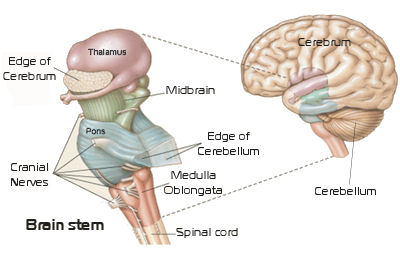 Thalamus
Edge of
Cerebrum
Midbrain
Pons
Edge of
Cerebellum
Cranial
Nerves
Medulla
Oblongata
Brain stem
Spinal cord
Cerebrum
Cerebellum